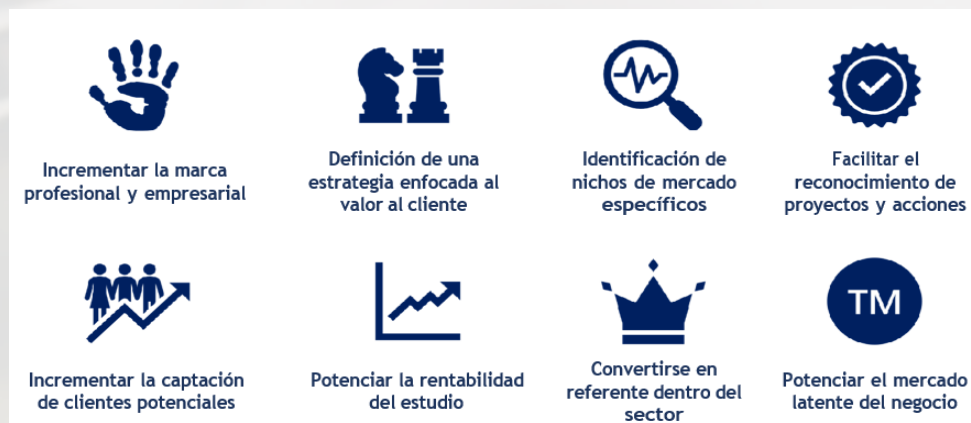 Incrementar la marca
profesional y empresarial
Definición de una
estrategia enfocada al
valor al cliente
Identificación de
nichos de mercado
específicos
Facilitar el
reconocimiento de
proyectos y acciones
Incrementar la captación
de clientes potenciales
Potenciar la rentabilidad
del estudio
Convertirse en
referente dentro del
sector
TM
Potenciar el mercado
latente del negocio